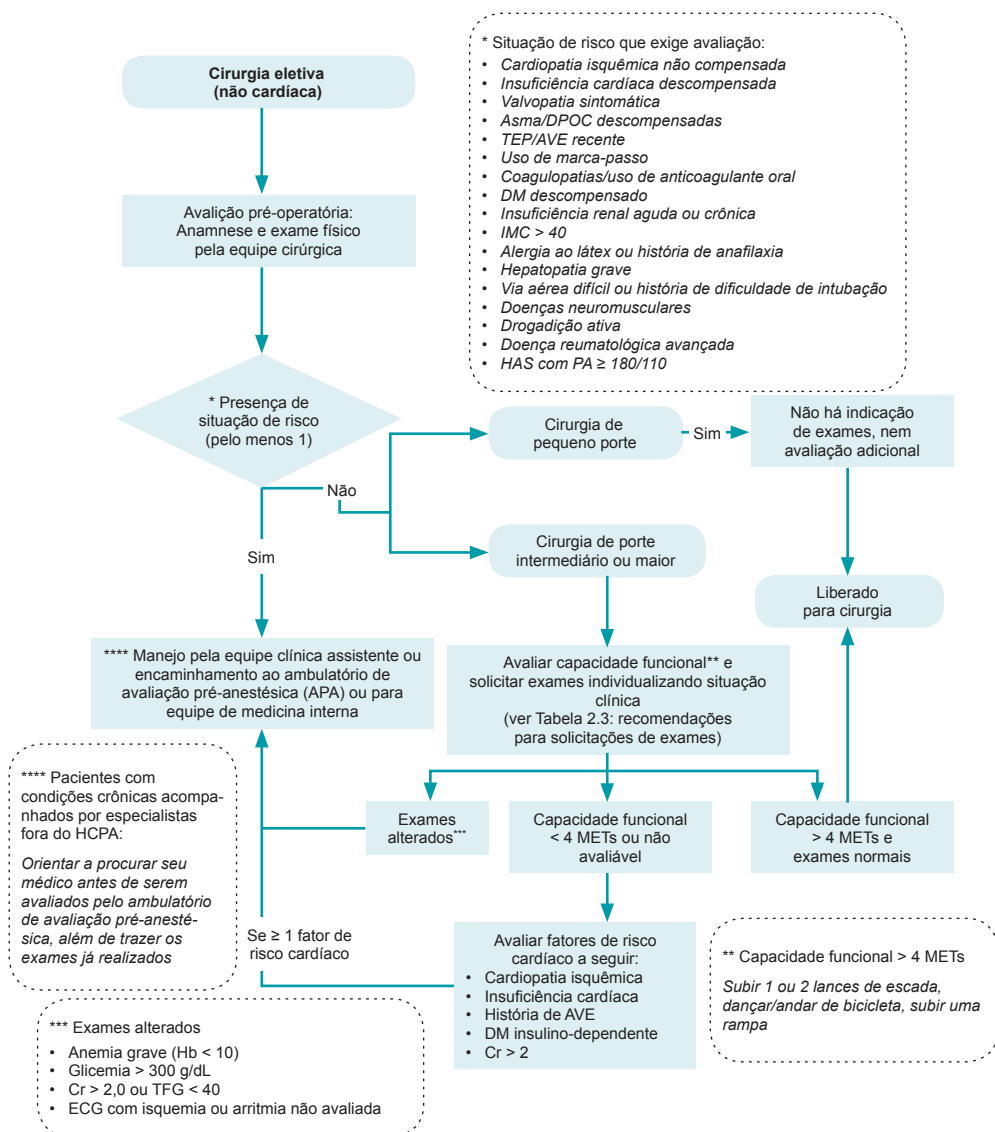 Cirurgia eletiva
(não cardíaca)
* Situação de risco que exige avaliação:
• Cardiopatia isquêmica não compensada
• Insuficiência cardíaca descompensada
• Valvopatia sintomática
• Asma/DPOC descompensadas
• TEP/AVE recente
• Uso de marca-passo
• Coagulopatias/uso de anticoagulante oral
• DM descompensado
• Insuficiência renal aguda ou crônica
• IMC > 40
• Alergia ao látex ou história de anafilaxia
• Hepatopatia grave
• Via aérea difícil ou história de dificuldade de intubação
• Doenças neuromusculares
• Drogadição ativa
• Doença reumatológica avançada
• HAS com PA ≥ 180/110
Avalição pré-operatória:
Anamnese e exame físico
pela equipe cirúrgica
* Presença de
situação de risco
(pelo menos 1)
Não
Sim
Cirurgia de
pequeno porte
Sim
Não há indicação
de exames, nem
avaliação adicional
Cirurgia de porte
intermediário ou maior
Liberado
para cirurgia
**** Manejo pela equipe clínica assistente ou
encaminhamento ao ambulatório de
avaliação pré-anestésica (APA) ou para
equipe de medicina interna
Avaliar capacidade funcional** e
solicitar exames individualizando situação
clínica
(ver Tabela 2.3: recomendações
para solicitações de exames)
**** Pacientes com
condições crônicas acompa-
nhados por especialistas
fora do HCPA:
Orientar a procurar seu
médico antes de serem
avaliados pelo ambulatório
de avaliação pré-anesté-
sica, além de trazer os
exames já realizados
Exames
alterados***
Capacidade funcional
< 4 METs ou não
avaliável
Capacidade funcional
> 4 METs e
exames normais
Se ≥ 1 fator de
risco cardíaco
Avaliar fatores de risco
cardíaco a seguir:
• Cardiopatia isquêmica
• Insuficiência cardíaca
• História de AVE
• DM insulino-dependente
• Cr > 2
** Capacidade funcional > 4 METs
Subir 1 ou 2 lances de escada,
dançar/andar de bicicleta, subir uma
rampa
*** Exames alterados
• Anemia grave (Hb < 10)
• Glicemia > 300 g/dL
• Cr > 2,0 ou TFG < 40
• ECG com isquemia ou arritmia não avaliada